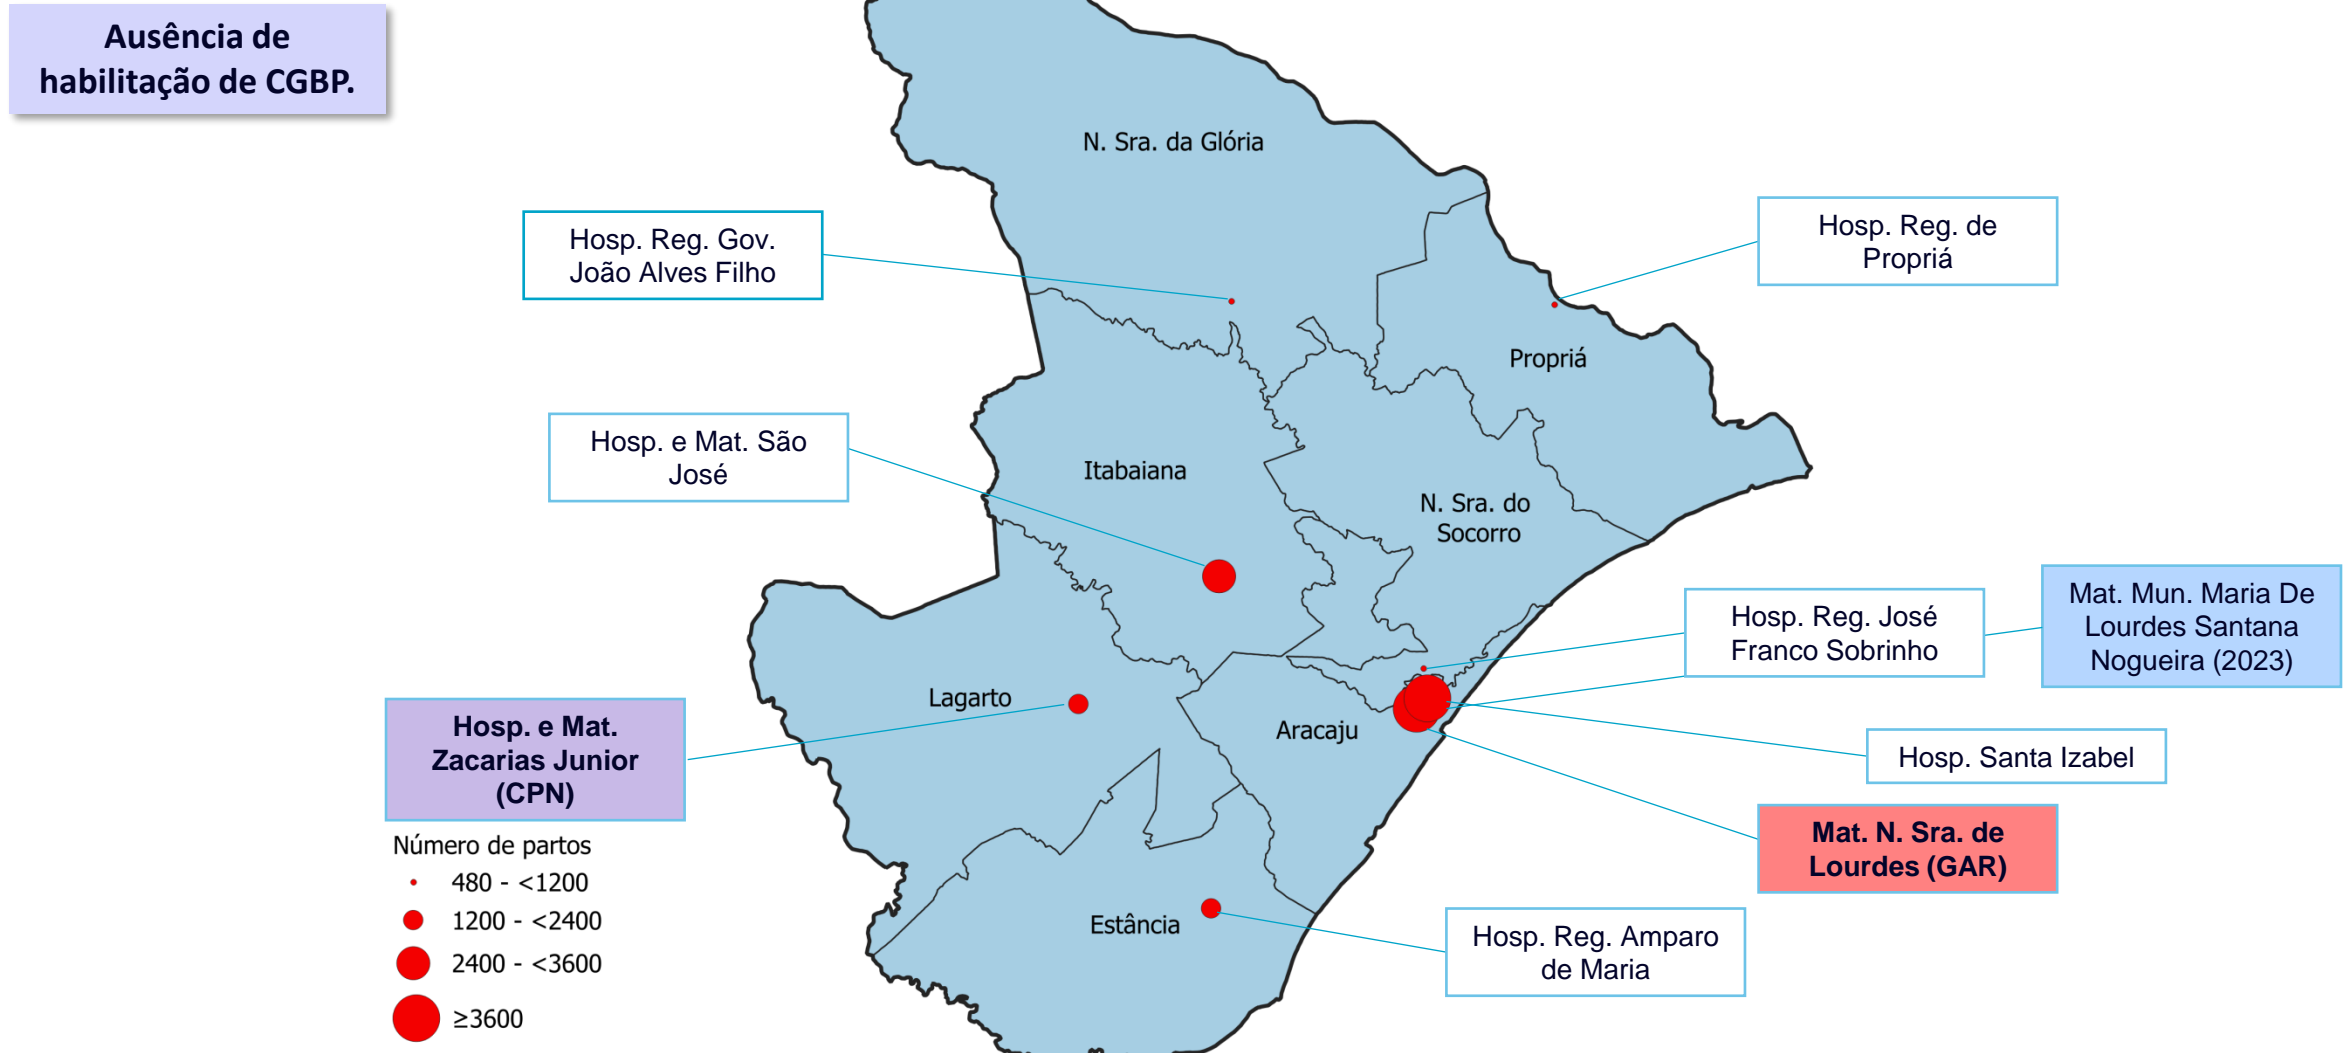 Ausência de
habilitação de CGBP.
N. Sra. da Glória
Hosp. Reg. Gov.
João Alves Filho
Hosp. Reg. de
Propriá
Propriá
Hosp. e Mat. São
José
Itabaiana
N. Sra. do
Socorro
Hosp. Reg. José
Franco Sobrinho
Mat. Mun. Maria De
Lourdes Santana
Nogueira (2023)
Lagarto
Hosp. e Mat.
Zacarias Junior
(CPN)
Aracaju
Hosp. Santa Izabel
Mat. N. Sra. de
Lourdes (GAR)
Estância
Hosp. Reg. Amparo
de Maria
Número de partos
480 - <1200
1200 - <2400
2400 - <3600
≥3600